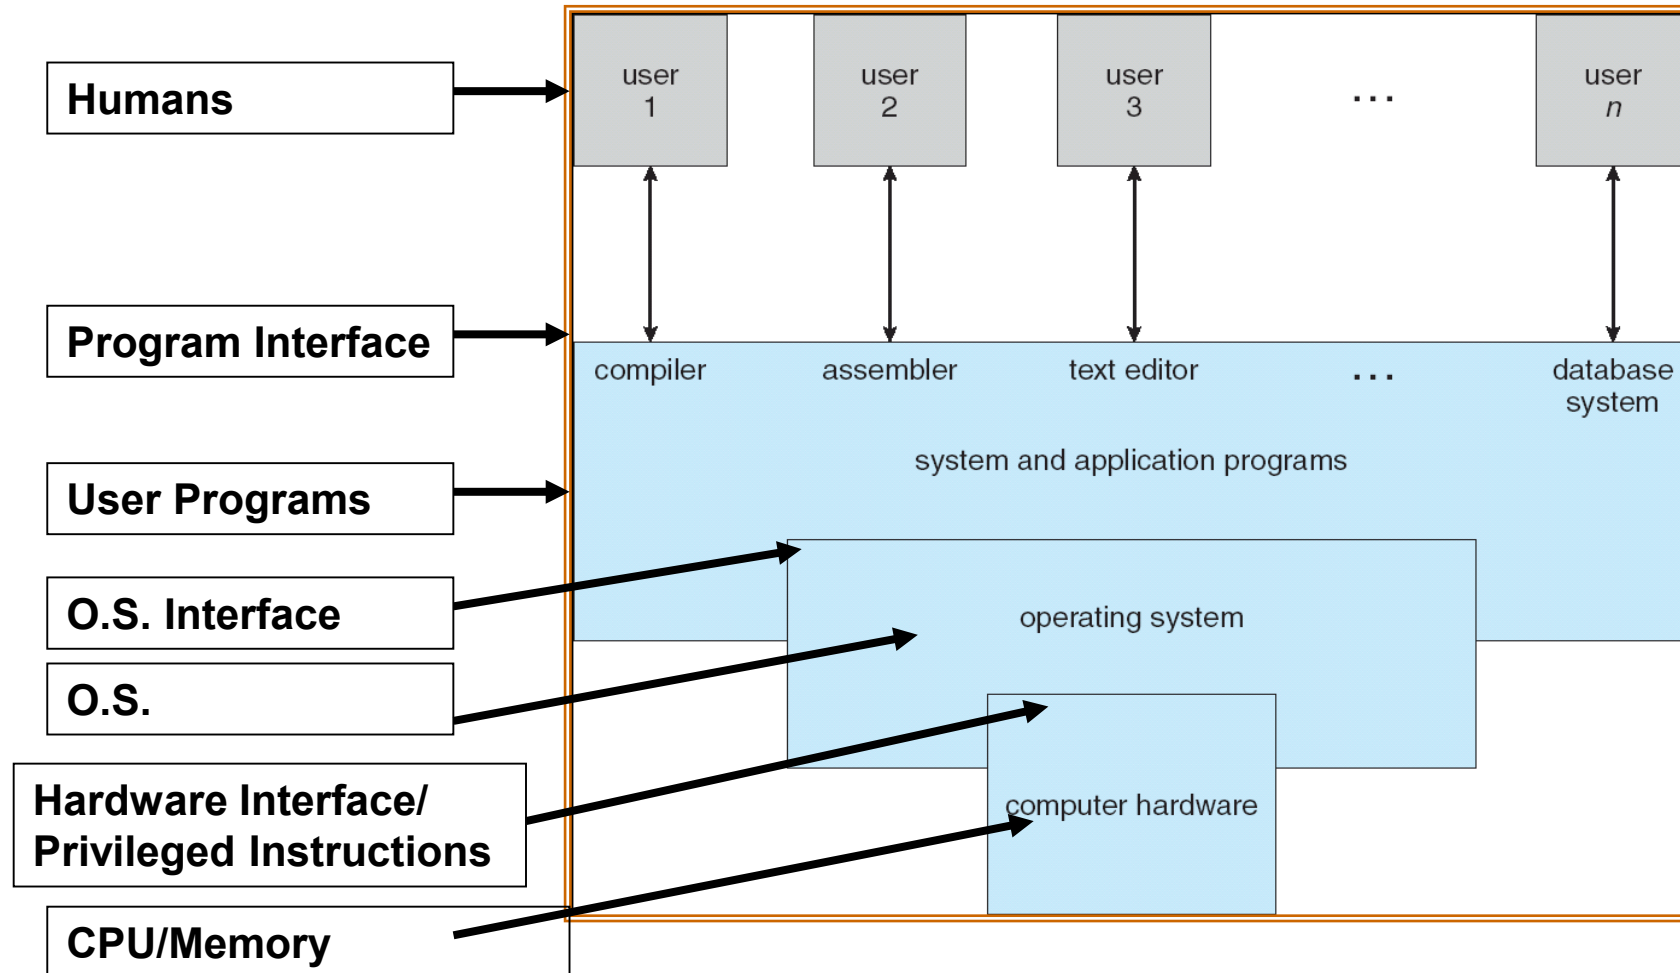 Humans
user
1
user
2
user
3
...
user
n
Program Interface
compiler
assembler
text editor
...
database
system
system and application programs
User Programs
O.S. Interface
operating system
O.S.
Hardware Interface/
Privileged Instructions
computer hardware
CPU/Memory